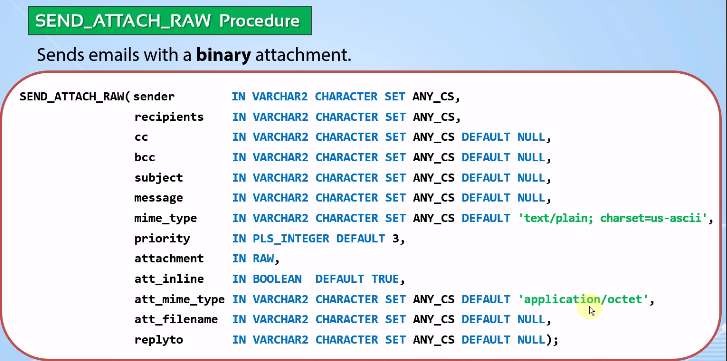 SEND_ATTACH_RAW Procedure
Sends emails with a binary attachment.
SEND_ATTACH_RAW( sender IN VARCHAR2 CHARACTER SET ANY_CS,
recipients IN VARCHAR2 CHARACTER SET ANY_CS,
cc IN VARCHAR2 CHARACTER SET ANY_CS DEFAULT NULL,
bcc IN VARCHAR2 CHARACTER SET ANY_CS DEFAULT NULL,
subject IN VARCHAR2 CHARACTER SET ANY_CS DEFAULT NULL,
message IN VARCHAR2 CHARACTER SET ANY_CS DEFAULT NULL,
mime_type IN VARCHAR2 CHARACTER SET ANY_CS DEFAULT 'text/plain; charset=us-ascii',
priority IN PLS_INTEGER DEFAULT 3,
attachment IN RAW,
att_inline IN BOOLEAN DEFAULT TRUE,
att_mime_type IN VARCHAR2 CHARACTER SET ANY_CS DEFAULT 'application/octet',
att_filename IN VARCHAR2 CHARACTER SET ANY_CS DEFAULT NULL,
replyto IN VARCHAR2 CHARACTER SET ANY_CS DEFAULT NULL);